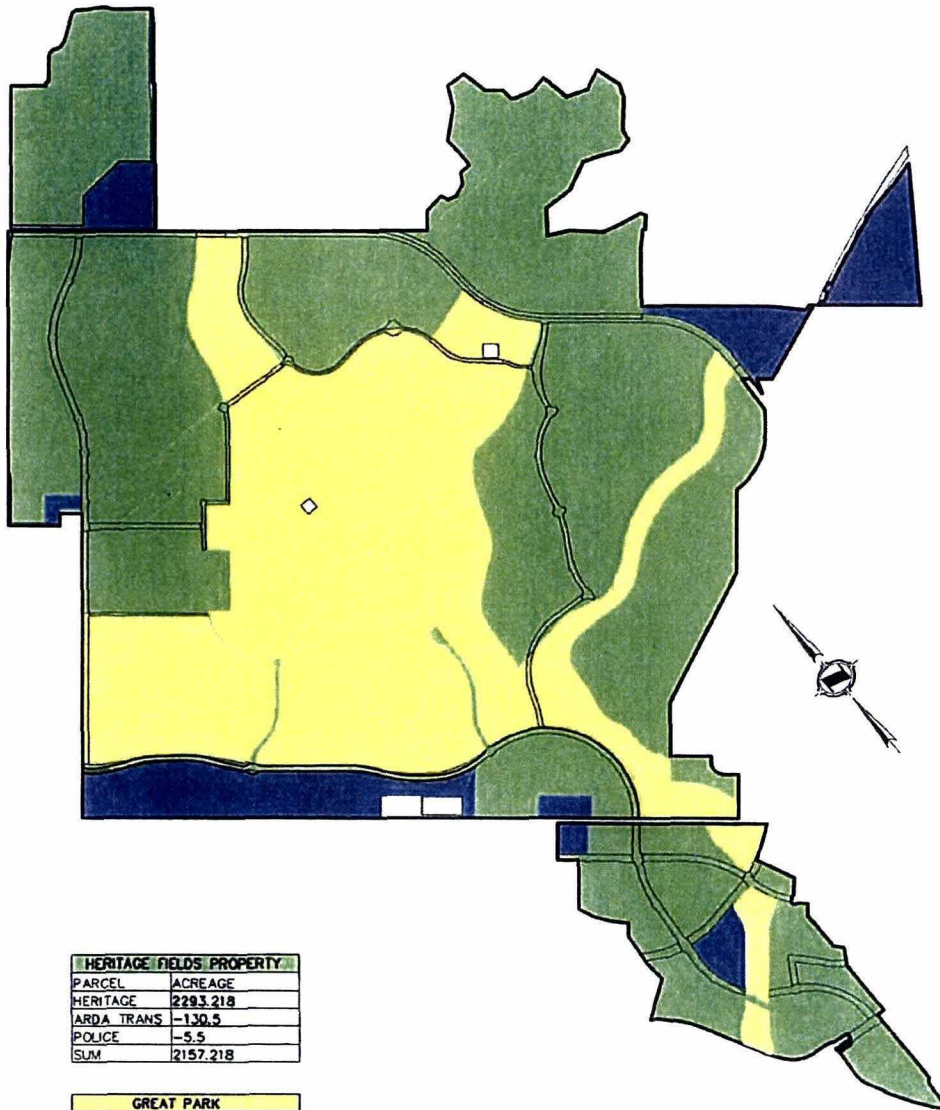 HERITAGE FIELDS PROPERTY
PARCEL ACREAGE
HERITAGE 2293.218
ARDA TRANS -130.5
POLICE -5.5
SUM 2157.218
GREAT PARK